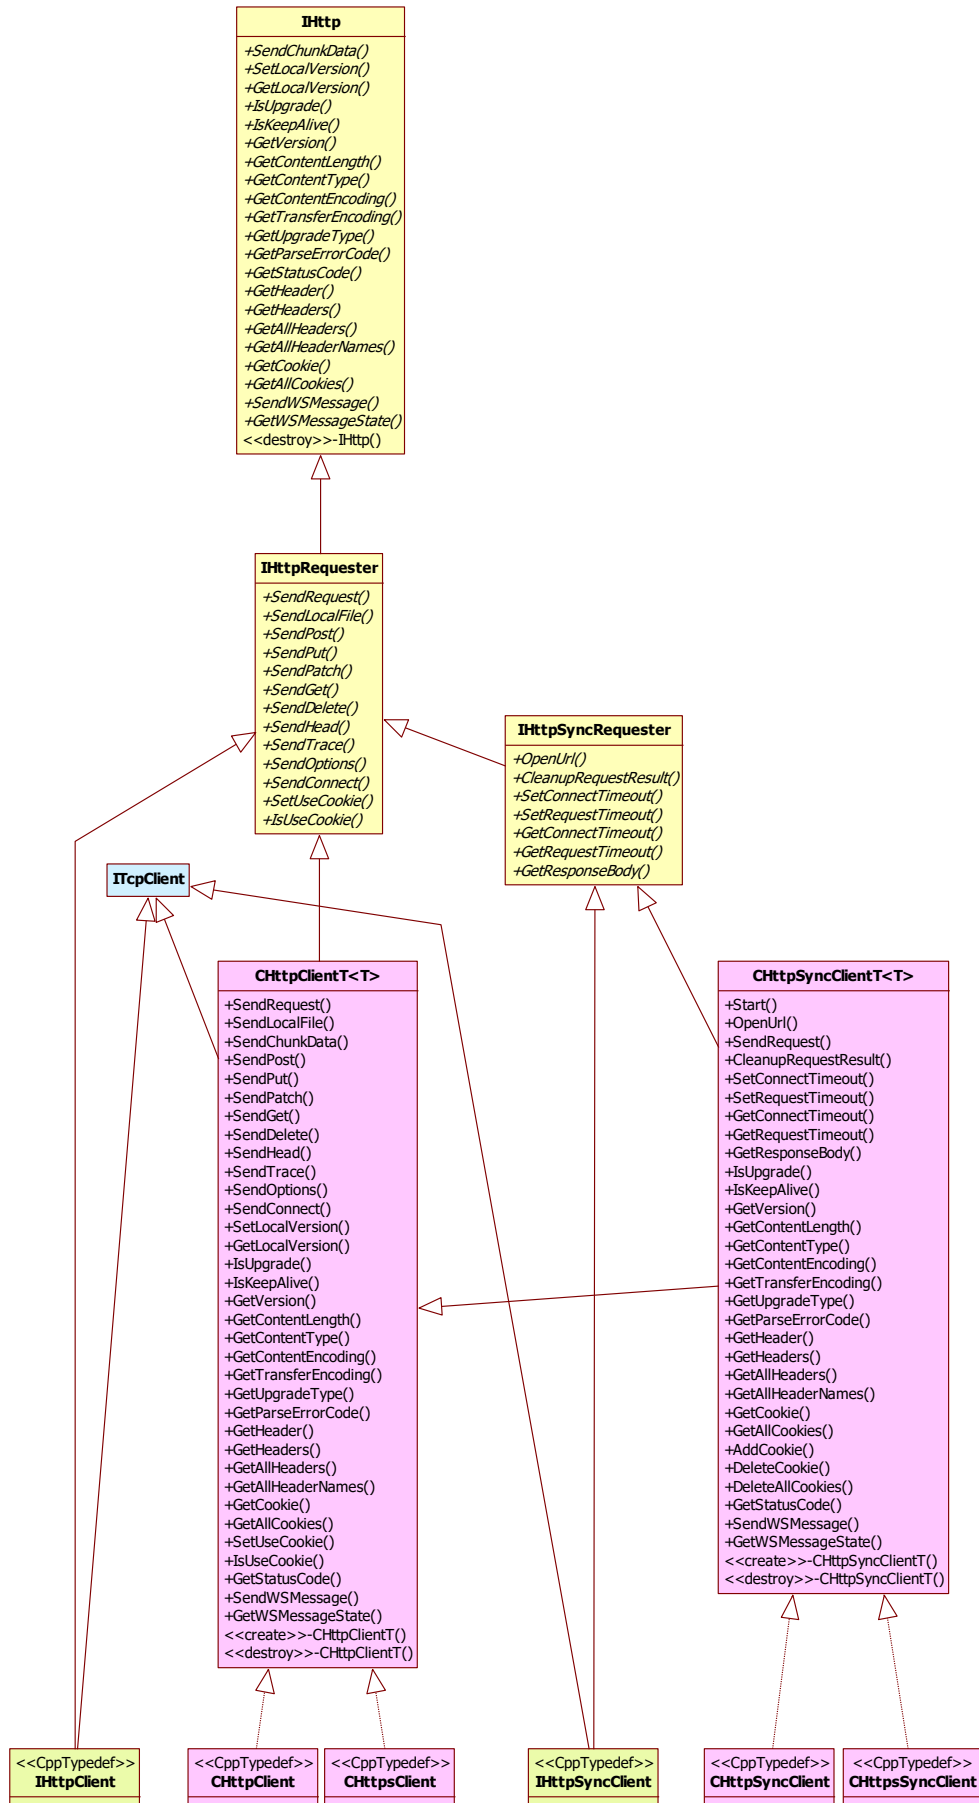 IHttp
+SendChunkData()
+SetLocalVersion()
+GetLocalVersion()
+IsUpgrade()
+IsKeepAlive()
+GetVersion()
+GetContentLength()
+GetContentType()
+GetContentEncoding()
+GetTransferEncoding()
+GetUpgradeType()
+GetParseErrorCode()
+GetStatusCode()
+GetHeader()
+GetHeaders()
+GetAllHeaders()
+GetAllHeaderNames()
+GetCookie()
+GetAllCookies()
+SendWSMessage()
+GetWSMessageState()
<<destroy>>-IHttp()
IHttpRequester
+SendRequest()
+SendLocalFile()
+SendPost()
+SendPut()
+SendPatch()
+SendGet()
+SendDelete()
+SendHead()
+SendTrace()
+SendOptions()
+SendConnect()
+SetUseCookie()
+IsUseCookie()
IHttpSyncRequester
+OpenUrl()
+CleanupRequestResult()
+SetConnectTimeout()
+SetRequestTimeout()
+GetConnectTimeout()
+GetRequestTimeout()
+GetResponseBody()
ITcpClient
CHttpClientT<T>
+SendRequest()
+SendLocalFile()
+SendChunkData()
+SendPost()
+SendPut()
+SendPatch()
+SendGet()
+SendDelete()
+SendHead()
+SendTrace()
+SendOptions()
+SendConnect()
+SetLocalVersion()
+GetLocalVersion()
+IsUpgrade()
+IsKeepAlive()
+GetVersion()
+GetContentLength()
+GetContentType()
+GetContentEncoding()
+GetTransferEncoding()
+GetUpgradeType()
+GetParseErrorCode()
+GetHeader()
+GetHeaders()
+GetAllHeaders()
+GetAllHeaderNames()
+GetCookie()
+GetAllCookies()
+SetUseCookie()
+IsUseCookie()
+GetStatusCode()
+SendWSMessage()
+GetWSMessageState()
<<create>>-CHttpClientT()
<<destroy>>-CHttpClientT()
CHttpSyncClientT<T>
+Start()
+OpenUrl()
+SendRequest()
+CleanupRequestResult()
+SetConnectTimeout()
+SetRequestTimeout()
+GetConnectTimeout()
+GetRequestTimeout()
+GetResponseBody()
+IsUpgrade()
+IsKeepAlive()
+GetVersion()
+GetContentLength()
+GetContentType()
+GetContentEncoding()
+GetTransferEncoding()
+GetUpgradeType()
+GetParseErrorCode()
+GetHeader()
+GetHeaders()
+GetAllHeaders()
+GetAllHeaderNames()
+GetCookie()
+GetAllCookies()
+AddCookie()
+DeleteCookie()
+DeleteAllCookies()
+GetStatusCode()
+SendWSMessage()
+GetWSMessageState()
<<create>>-CHttpSyncClientT()
<<destroy>>-CHttpSyncClientT()
<<CppTypedef>>
IHttpClient
<<CppTypedef>>
CHttpClient
<<CppTypedef>>
CHttpsClient
<<CppTypedef>>
IHttpSyncClient
<<CppTypedef>>
CHttpSyncClient
<<CppTypedef>>
CHttpsSyncClient